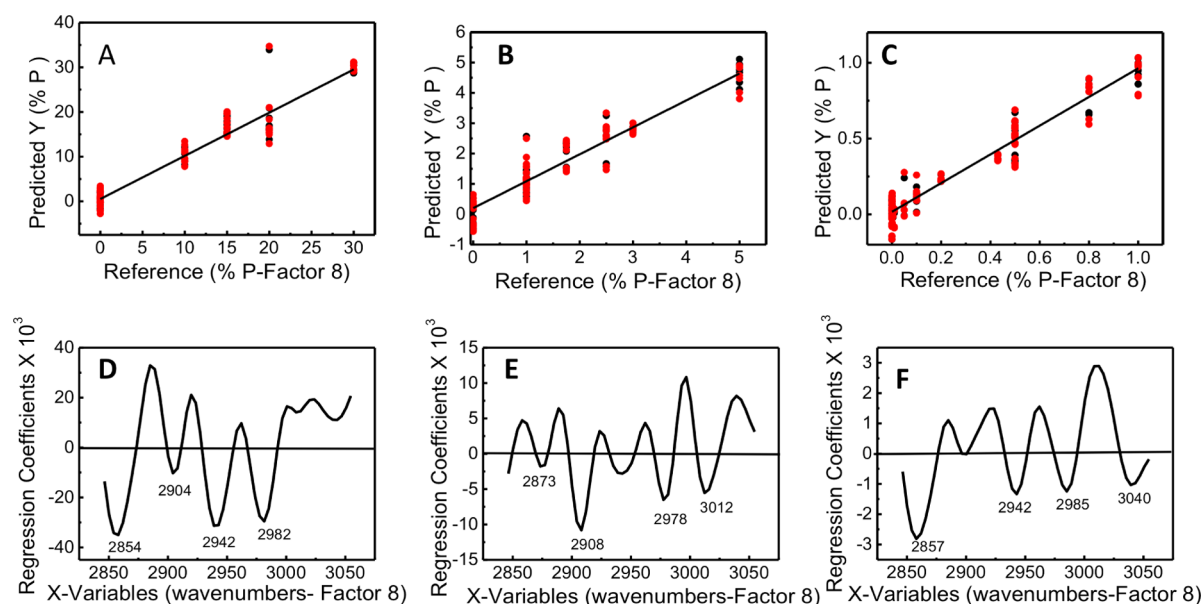 A
Predicted Y (% P )
40
30
20
10
0
0 5 10 15 20 25 30
Reference (% P-Factor 8)
B
Predicted Y (% P )
6
5
4
3
2
1
0
-1
0 1 2 3 4 5
Reference (% P-Factor 8)
C
Predicted Y (% P )
1.0
0.5
0.0
0.0 0.2 0.4 0.6 0.8 1.0
Reference (% P-Factor 8)
D
Regression Coefficients X 10³
40
20
0
-20
-40
2904
2854
2942
2982
2850 2900 2950 3000 3050
X-Variables (wavenumbers- Factor 8)
E
Regression Coefficients X 10³
15
10
5
0
-5
-10
-15
2873
2908
2978
3012
2850 2900 2950 3000 3050
X-Variables (wavenumbers-Factor 8)
F
Regression Coefficients X 10³
3
2
1
0
-1
-2
-3
2857
2942
2985
3040
2850 2900 2950 3000 3050
X-Variables (wavenumbers-Factor 8)